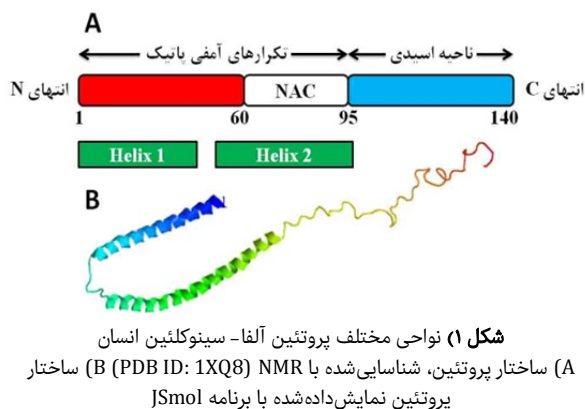 A
تکرارهای آمفی پاتیک ناحیه اسیدی
انتهای N NAC انتهای C
1 60 95 140
Helix 1 Helix 2
B
شکل ۱) نواحی مختلف پروتئین آلفا- سینوکلئین انسان
A) ساختار پروتئین، شناسایی‌شده با NMR (PDB ID: 1XQ8) B) ساختار
پروتئین نمایش‌داده‌شده با برنامه JSmol